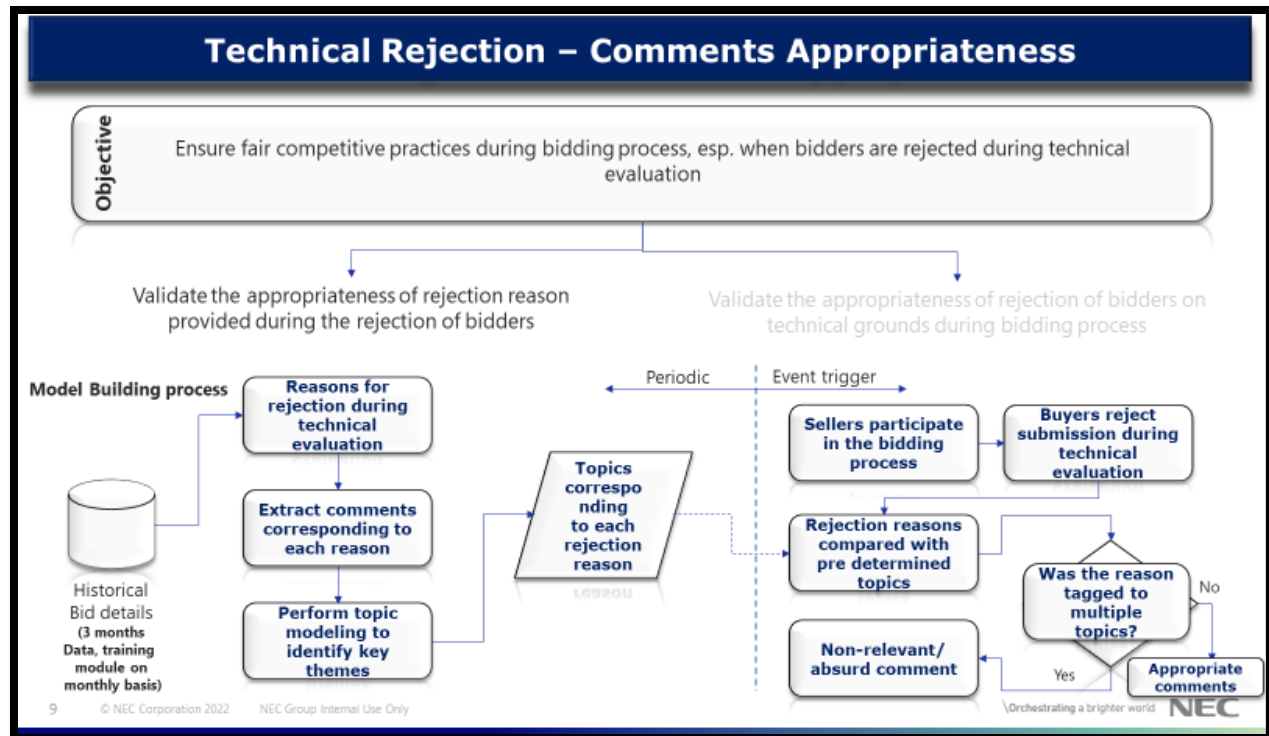 Technical Rejection – Comments Appropriateness
Objective
Ensure fair competitive practices during bidding process, esp. when bidders are rejected during technical
evaluation
Validate the appropriateness of rejection reason
provided during the rejection of bidders
Validate the appropriateness of rejection of bidders on
technical grounds during bidding process
Model Building process
Historical
Bid details
(3 months
Data, training
module on
monthly basis)
Reasons for
rejection during
technical
evaluation
Extract comments
corresponding to
each reason
Perform topic
modeling to
identify key
themes
Topics
correspo
nding
to each
rejection
reason
Periodic
Event trigger
Sellers participate
in the bidding
process
Buyers reject
submission during
technical
evaluation
Rejection reasons
compared with
pre determined
topics
Was the reason
tagged to
multiple
topics?
No
Yes
Non-relevant/
absurd comment
Appropriate
comments
9
© NEC Corporation 2022
NEC Group Internal Use Only
\Orchestrating a brighter world
NEC